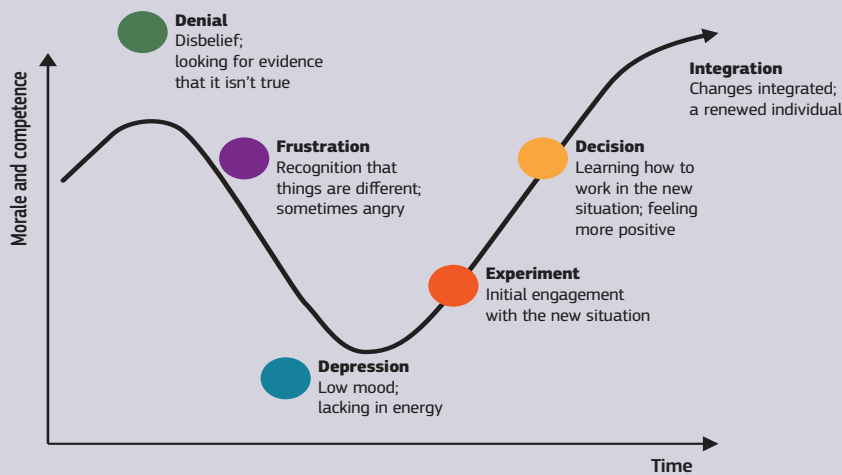 Denial
Disbelief;
looking for evidence
that it isn’t true
Morale and competence
Frustration
Recognition that
things are different;
sometimes angry
Depression
Low mood;
lacking in energy
Experiment
Initial engagement
with the new situation
Decision
Learning how to
work in the new
situation; feeling
more positive
Integration
Changes integrated;
a renewed individual
Time